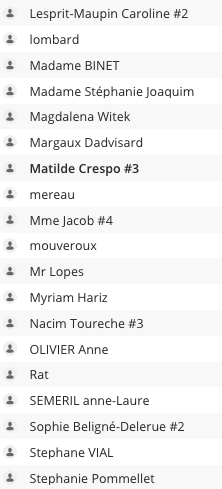 Lesprit-Maupin Caroline #2
lombard
Madame BINET
Madame Stéphanie Joaquim
Magdalena Witek
Margaux Dadvisard
Matilde Crespo #3
mereau
Mme Jacob #4
mouveroux
Mr Lopes
Myriam Hariz
Nacim Toureche #3
OLIVIER Anne
Rat
SEMERIL anne-Laure
Sophie Beligné-Delerue #2
Stephane VIAL
Stephanie Pommellet